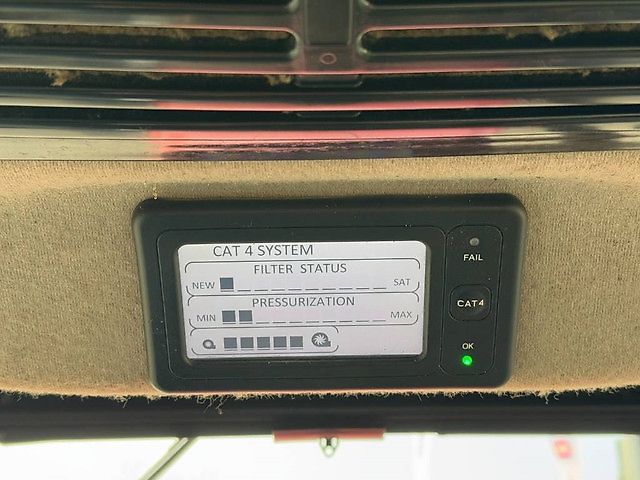 CAT 4 SYSTEM
FILTER STATUS
NEW SAT
PRESSURIZATION
MIN MAX
FAIL
CAT4
OK